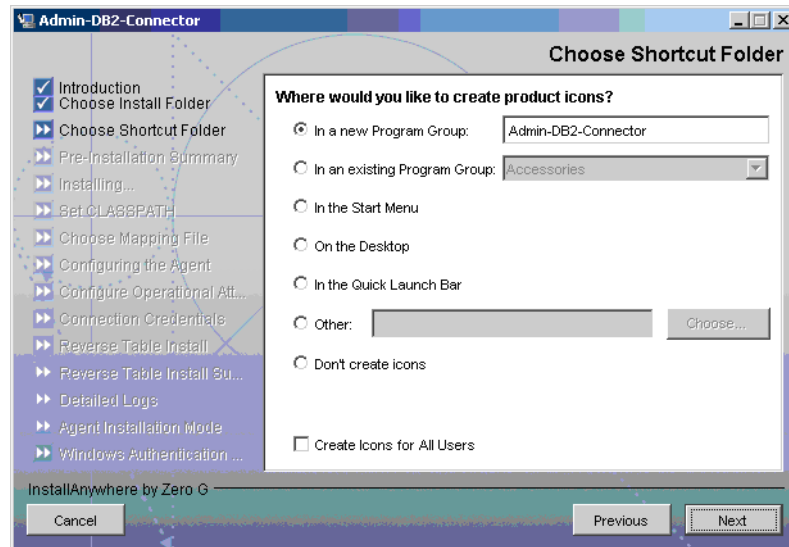 Admin-DB2-Connector
Choose Shortcut Folder
Introduction
Choose Install Folder
Choose Shortcut Folder
Pre-Installation Summary
Installing...
Set CLASSPATH
Choose Mapping File
Configuring the Agent
Configure Operational Att...
Connection Credentials
Reverse Table Install
Reverse Table Install Su...
Detailed Logs
Agent Installation Mode
Windows Authentication ...
Where would you like to create product icons?
In a new Program Group: Admin-DB2-Connector
In an existing Program Group: Accessories
In the Start Menu
On the Desktop
In the Quick Launch Bar
Other: Choose...
Don't create icons
Create Icons for All Users
InstallAnywhere by Zero G
Cancel Previous Next